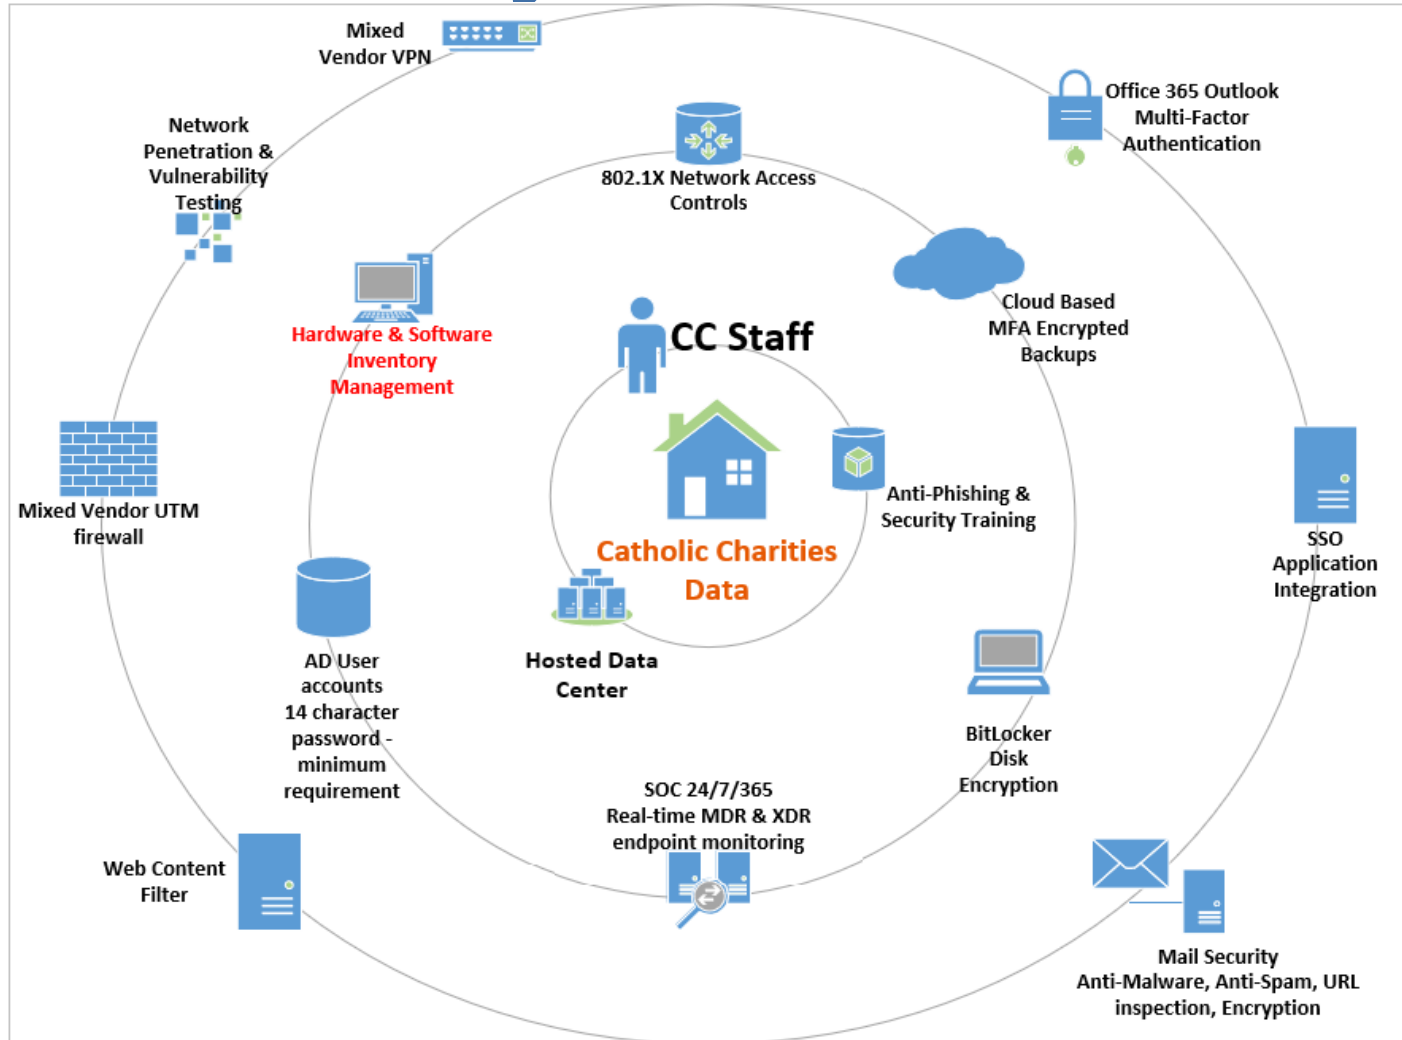 Mixed
Vendor VPN
Office 365 Outlook
Multi-Factor
Authentication
Network
Penetration &
Vulnerability
Testing
802.1X Network Access
Controls
Cloud Based
MFA Encrypted
Backups
Hardware & Software
Inventory
Management
CC Staff
Anti-Phishing &
Security Training
Mixed Vendor UTM
firewall
SSO
Application
Integration
Catholic Charities
Data
Hosted Data
Center
AD User
accounts
14 character
password -
minimum
requirement
BitLocker
Disk
Encryption
SOC 24/7/365
Real-time MDR & XDR
endpoint monitoring
Web Content
Filter
Mail Security
Anti-Malware, Anti-Spam, URL
inspection, Encryption